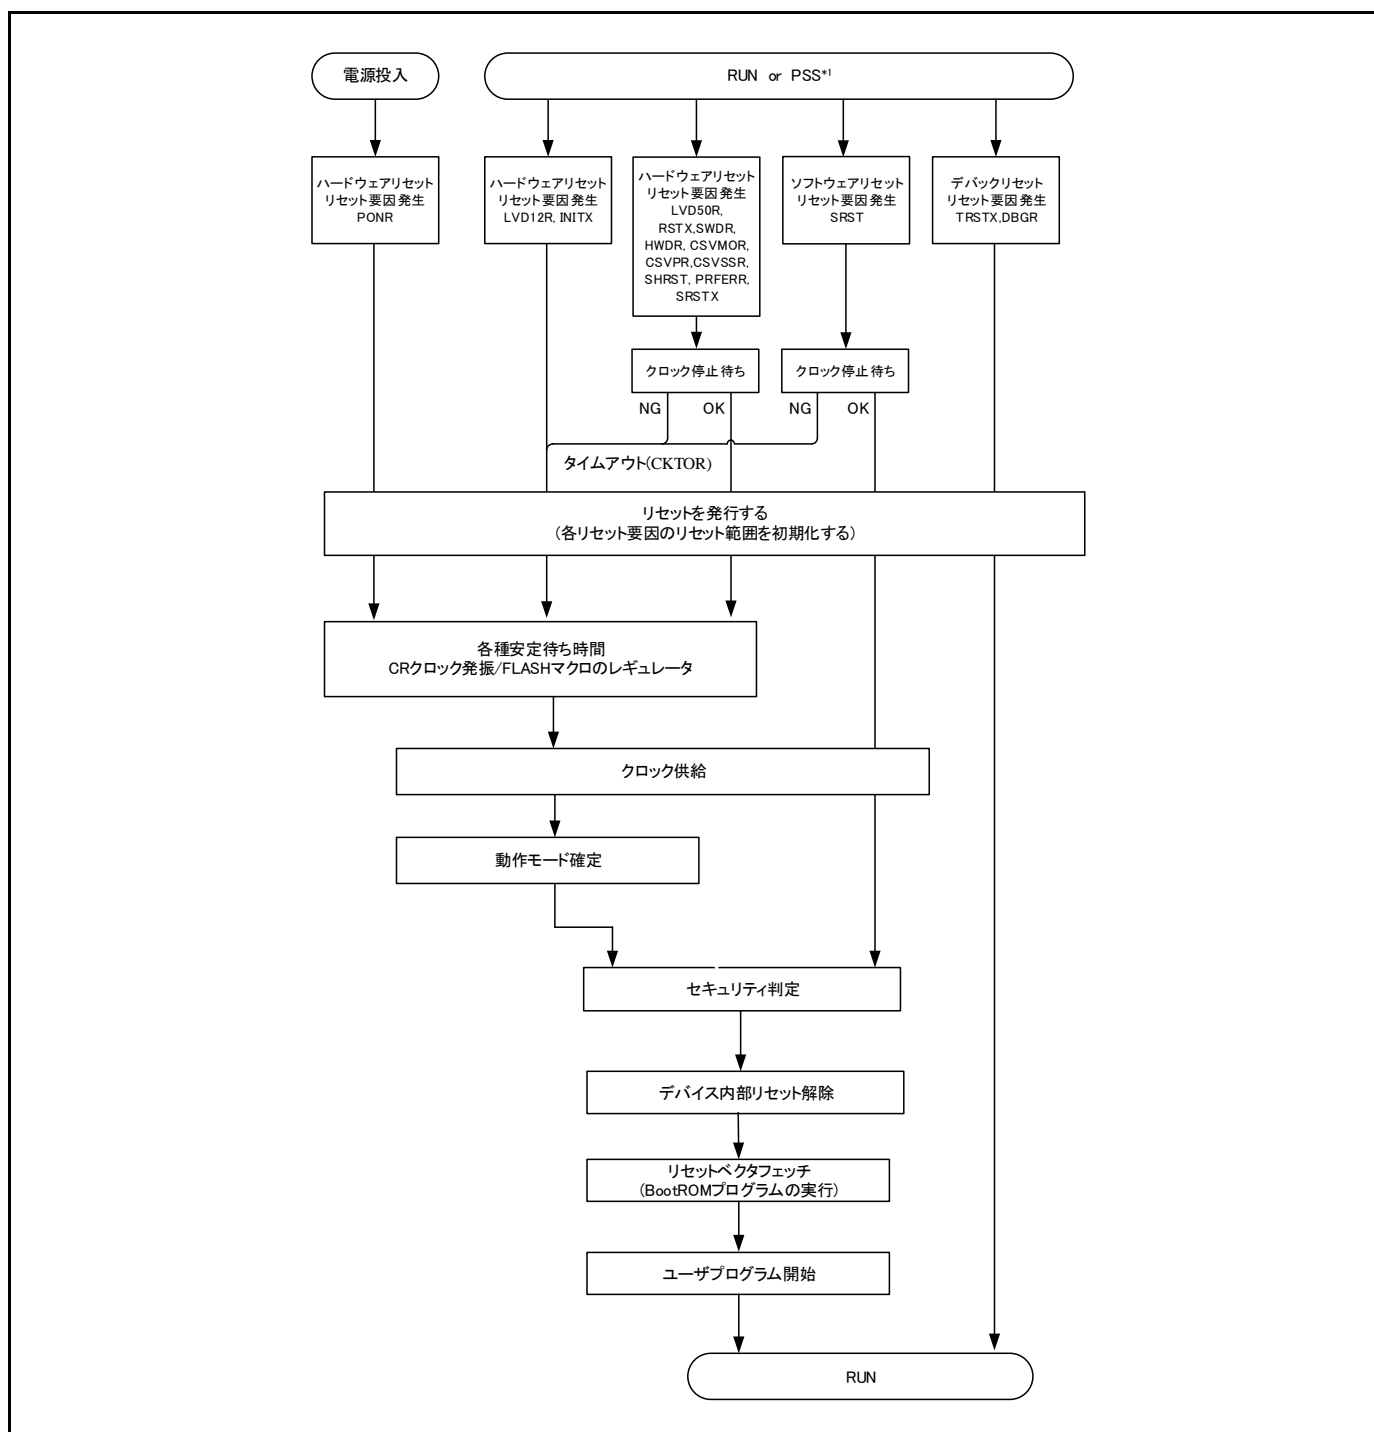 電源投入
RUN or PSS*1
ハードウェアリセット
リセット要因発生
PONR
ハードウェアリセット
リセット要因発生
LVD12R, INITX
ハードウェアリセット
リセット要因発生
LVD50R,
RSTX,SWDR,
HWDR, CSVMOR,
CSVPR,CSVSSR,
SHRST, PRFERR,
SRSTX
ソフトウェアリセット
リセット要因発生
SRST
デバックリセット
リセット要因発生
TRSTX,DBGR
クロック停止待ち
クロック停止待ち
NG OK
NG OK
タイムアウト(CKTOR)
リセットを発行する
(各リセット要因のリセット範囲を初期化する)
各種安定待ち時間
CRクロック発振/FLASHマクロのレギュレータ
クロック供給
動作モード確定
セキュリティ判定
デバイス内部リセット解除
リセットベクタフェッチ
(BootROMプログラムの実行)
ユーザプログラム開始
RUN